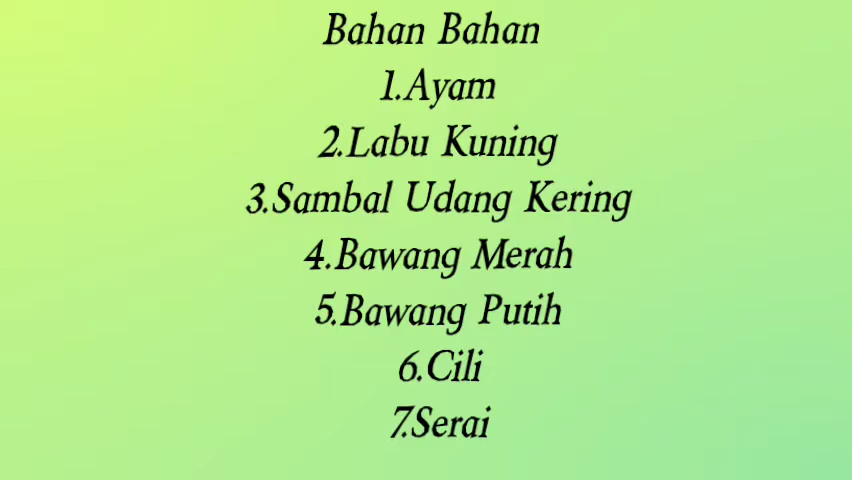 Bahan Bahan
1.Ayam
2.Labu Kuning
3.Sambal Udang Kering
4.Bawang Merah
5.Bawang Putih
6.Cili
7.Serai